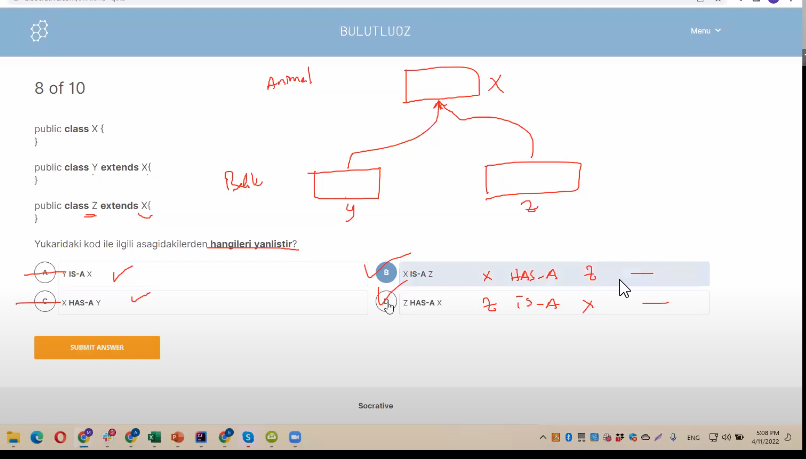 BULUTLUOZ
Menu
8 of 10
Animal
X
public class X {
}
public class Y extends X{
}
Balık
Y
Z
public class Z extends X{
}
Yukaridaki kod ile ilgili asagidakilerden hangileri yanlistir?
A Y IS-A X
B X IS-A Z
X HAS-A Z
C X HAS-A Y
D Z HAS-A X
Z is-A X
SUBMIT ANSWER
Socrative
ENG
5:08 PM
4/11/2022